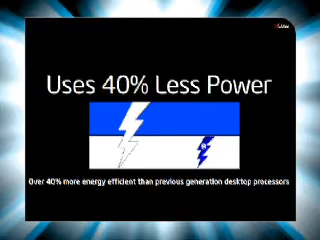 Uses 40% Less Power
Over 40% more energy efficient than previous generation desktop processors